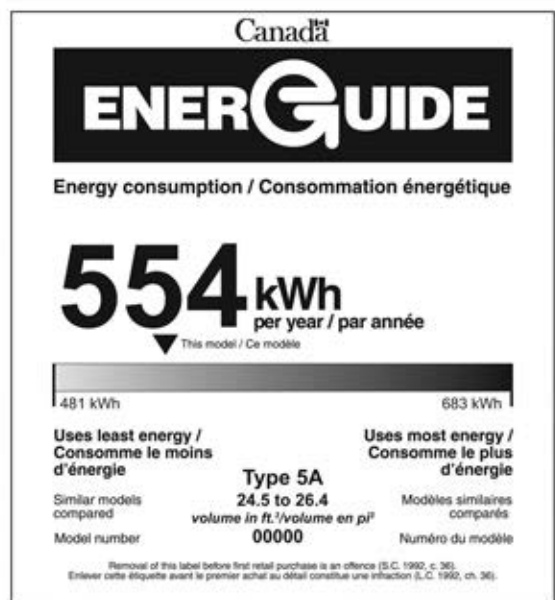 Canada
ENERGUIDE
Energy consumption / Consommation énergétique
554 kWh
per year / par année
This model / Ce modèle
481 kWh
683 kWh
Uses least energy /
Consomme le moins
d'énergie
Uses most energy /
Consomme le plus
d'énergie
Similar models
compared
Type 5A
24.5 to 26.4
volume in ft.³/volume en pi³
Modèles similaires
comparés
Model number
00000
Numéro du modèle
Removal of this label before first retail purchase is an offence (S.C. 1992, c. 36).
Enlever cette étiquette avant le premier achat au détail constitue une infraction (L.C. 1992, ch. 36).